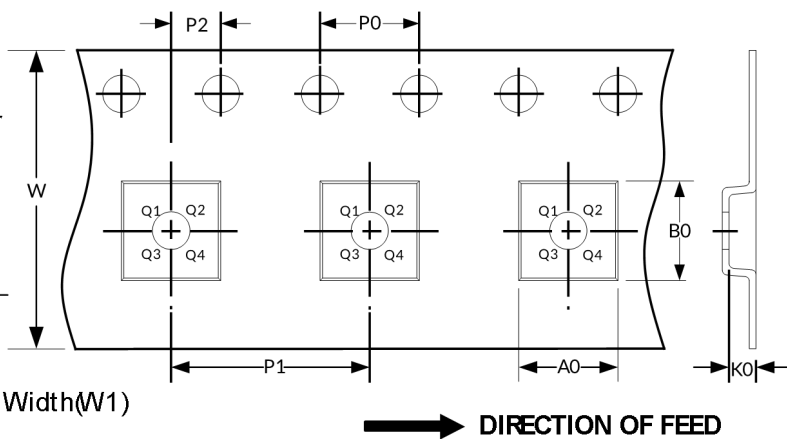 P2 P0
W
Q1 Q2 Q1 Q2 Q1 Q2
B0
Q3 Q4 Q3 Q4 Q3 Q4
P1 A0 K0
Width(W1)
DIRECTION OF FEED